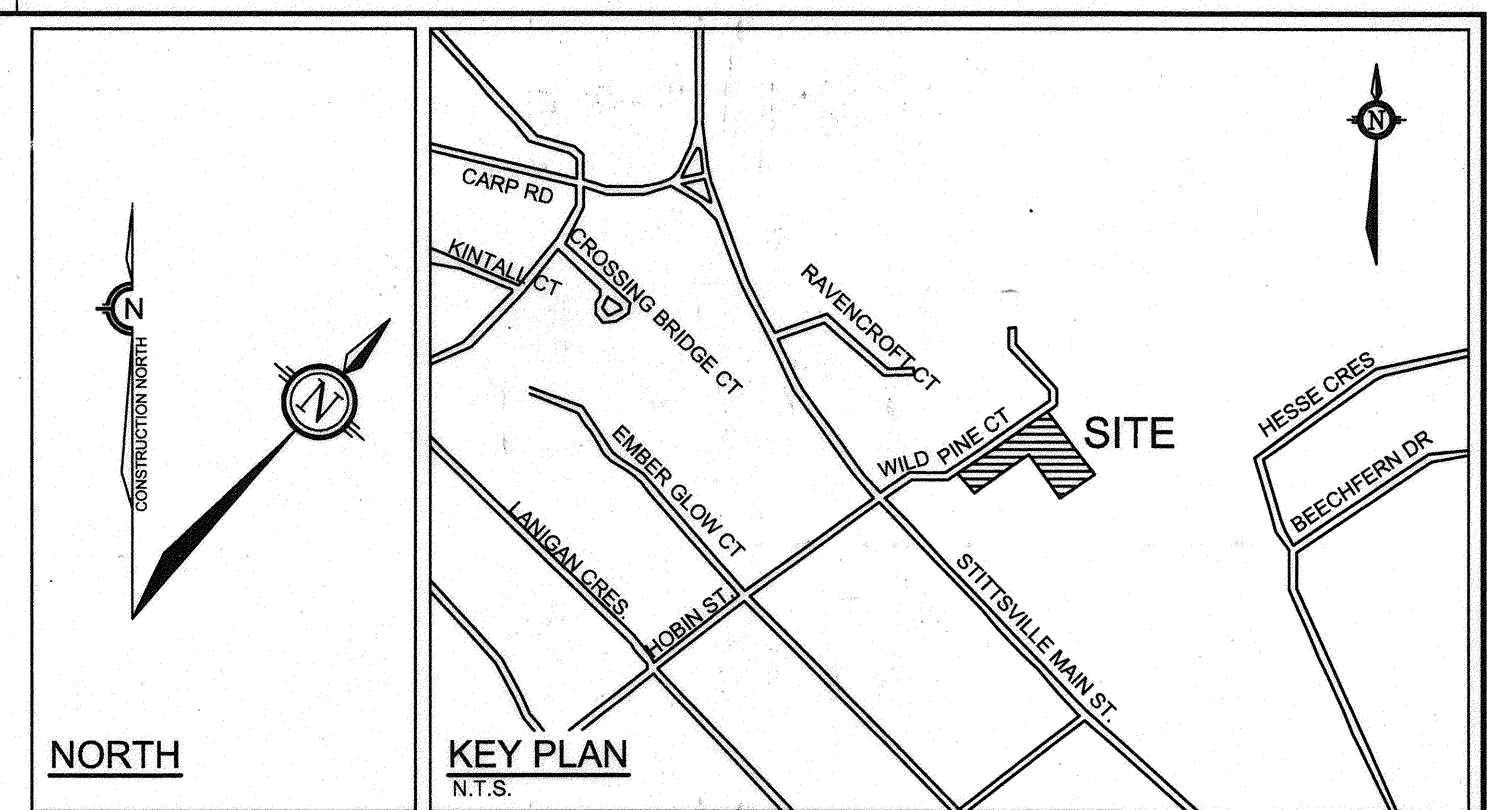 N
CONSTRUCTION NORTH
N
NORTH
N
CARP RD
KINTALL CT
CROSSING BRIDGE CT
RAVENCROFT CT
WILD PINE CT
SITE
HESSE CRES
BEECHFERN DR
EMBER GLOW CT
LANIGAN CRES.
HOBIN ST.
STITTSVILLE MAIN ST.
KEY PLAN
N.T.S.